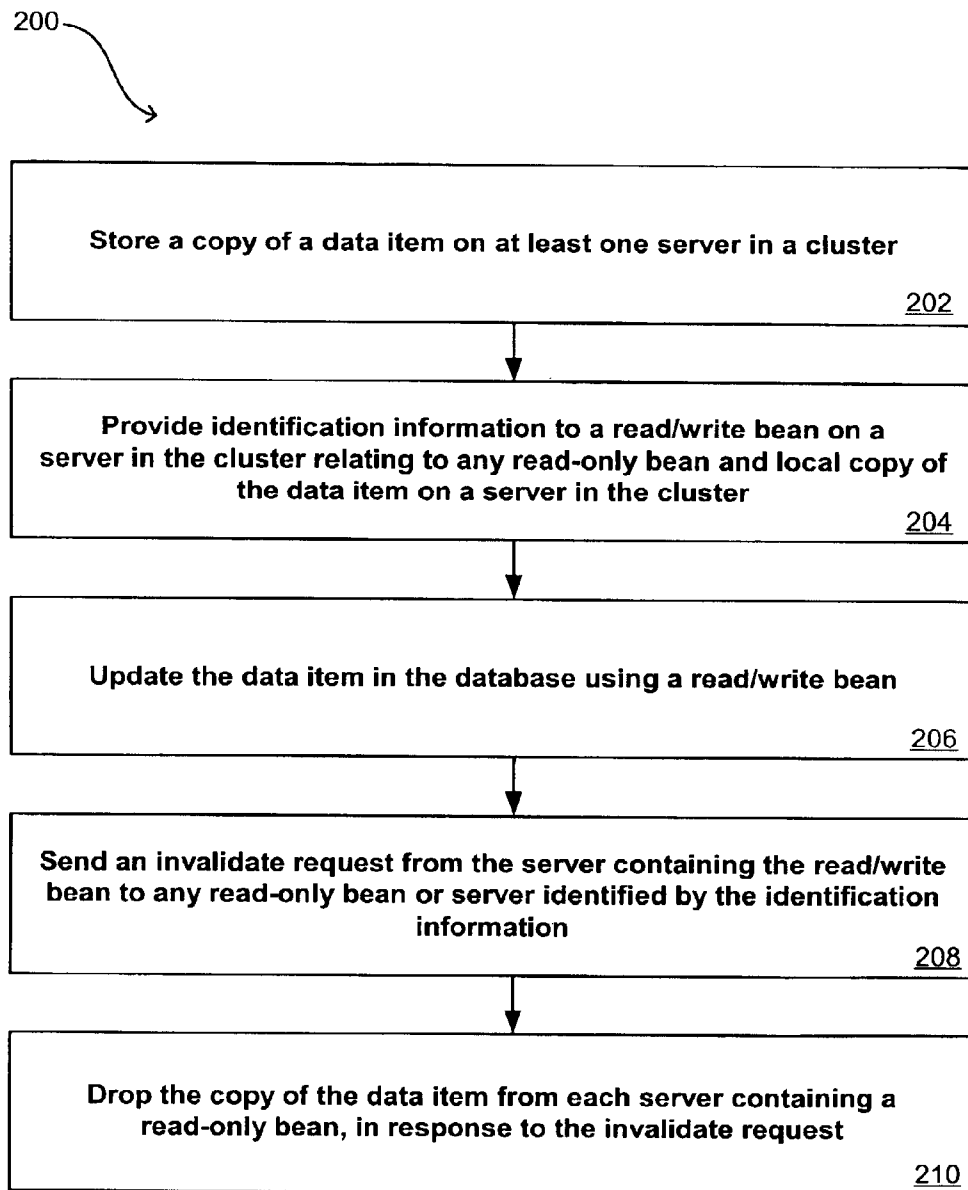 200
Store a copy of a data item on at least one server in a cluster
202
Provide identification information to a read/write bean on a
server in the cluster relating to any read-only bean and local copy of
the data item on a server in the cluster
204
Update the data item in the database using a read/write bean
206
Send an invalidate request from the server containing the read/write
bean to any read-only bean or server identified by the identification
information
208
Drop the copy of the data item from each server containing a
read-only bean, in response to the invalidate request
210